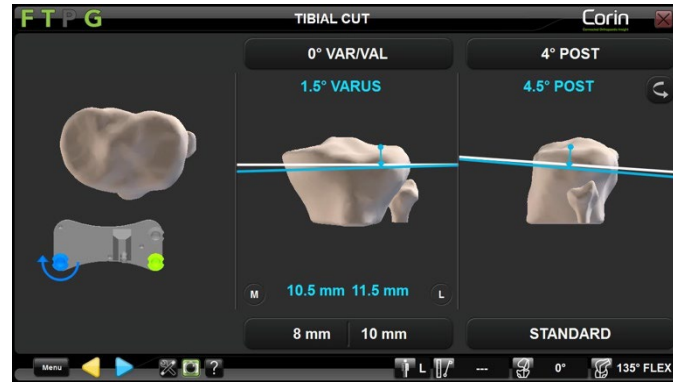 FTPG
TIBIAL CUT
Corin
0° VAR/VAL
4° POST
1.5° VARUS
4.5° POST
M
10.5 mm 11.5 mm
L
8 mm
10 mm
STANDARD
Menu
?
L
---
0°
135° FLEX